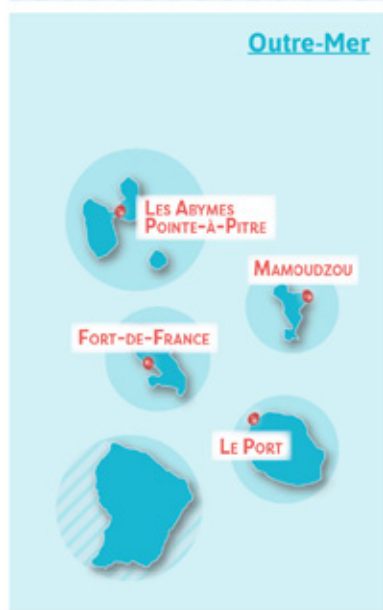 Outre-Mer
Les Abymes
Pointe-à-Pitre
Mamoudzou
Fort-de-France
Le Port